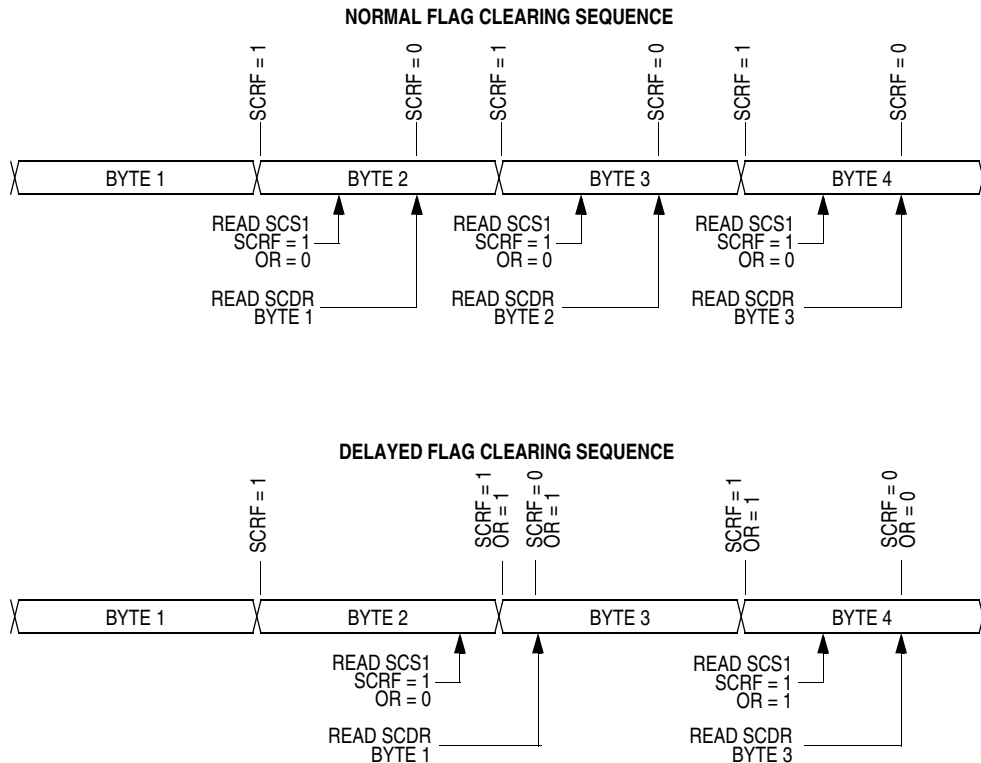 NORMAL FLAG CLEARING SEQUENCE
SCRF = 1
SCRF = 0
SCRF = 1
SCRF = 0
SCRF = 1
SCRF = 0
BYTE 1
BYTE 2
BYTE 3
BYTE 4
READ SCS1
SCRF = 1
OR = 0
READ SCS1
SCRF = 1
OR = 0
READ SCS1
SCRF = 1
OR = 0
READ SCDR
BYTE 1
READ SCDR
BYTE 2
READ SCDR
BYTE 3
DELAYED FLAG CLEARING SEQUENCE
SCRF = 1
SCRF = 1
OR = 1
SCRF = 0
OR = 1
SCRF = 1
OR = 1
SCRF = 0
OR = 0
BYTE 1
BYTE 2
BYTE 3
BYTE 4
READ SCS1
SCRF = 1
OR = 0
READ SCS1
SCRF = 1
OR = 1
READ SCDR
BYTE 1
READ SCDR
BYTE 3